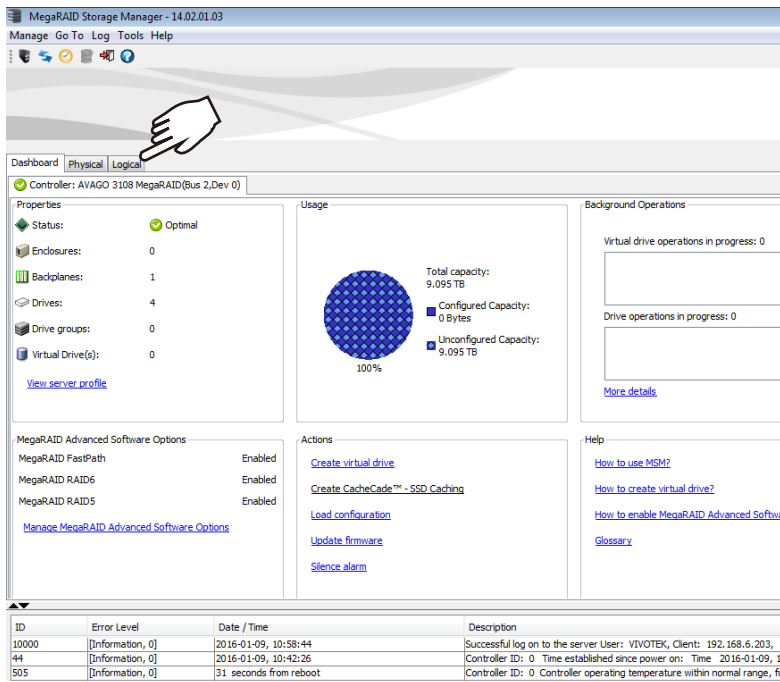 MegaRAID Storage Manager - 14.02.01.03
Manage Go To Log Tools Help
Dashboard Physical Logical
Controller: AVAGO 3108 MegaRAID(Bus 2,Dev 0)
Properties
Status: Optimal
Enclosures: 0
Backplanes: 1
Drives: 4
Drive groups: 0
Virtual Drive(s): 0
View server profile
Usage
Total capacity:
9.095 TB
Configured Capacity:
0 Bytes
Unconfigured Capacity:
9.095 TB
100%
Background Operations
Virtual drive operations in progress: 0
Drive operations in progress: 0
More details
MegaRAID Advanced Software Options
MegaRAID FastPath Enabled
MegaRAID RAID6 Enabled
MegaRAID RAID5 Enabled
Manage MegaRAID Advanced Software Options
Actions
Create virtual drive
Create CacheCade™ - SSD Caching
Load configuration
Update firmware
Silence alarm
Help
How to use MSM?
How to create virtual drive?
How to enable MegaRAID Advanced
Glossary
ID Error Level Date / Time Description
10000 [Information, 0] 2016-01-09, 10:58:44 Successful log on to the server User: VIVOTEK, Client: 192.168.6.203,
44 [Information, 0] 2016-01-09, 10:42:26 Controller ID: 0 Time established since power on: Time 2016-01-09,
505 [Information, 0] 31 seconds from reboot Controller ID: 0 Controller operating temperature within normal range,